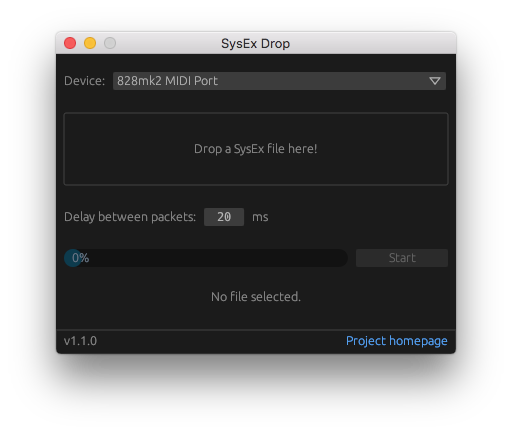 SysEx Drop
Device: 828mk2 MIDI Port
Drop a SysEx file here!
Delay between packets: 20 ms
0% Start
No file selected.
v1.1.0 Project homepage